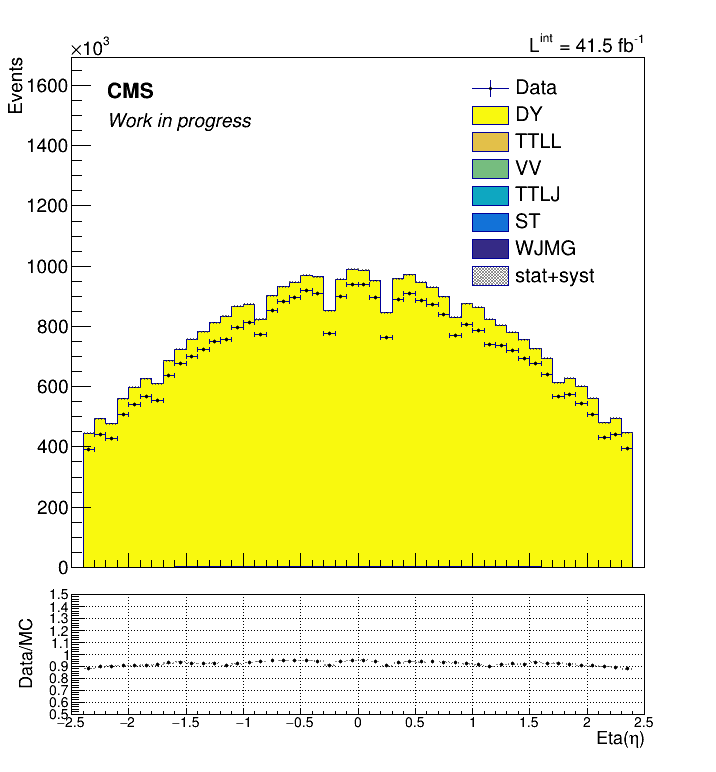 ×10³
L^int = 41.5 fb⁻¹
Events
1600
1400
1200
1000
800
600
400
200
0
CMS
Work in progress
Data
DY
TTLL
VV
TTLJ
ST
WJMG
stat+syst
Data/MC
1.5
1.4
1.3
1.2
1.1
1
0.9
0.8
0.7
0.6
0.5
−2.5 −2 −1.5 −1 −0.5 0 0.5 1 1.5 2 2.5
Eta(η)